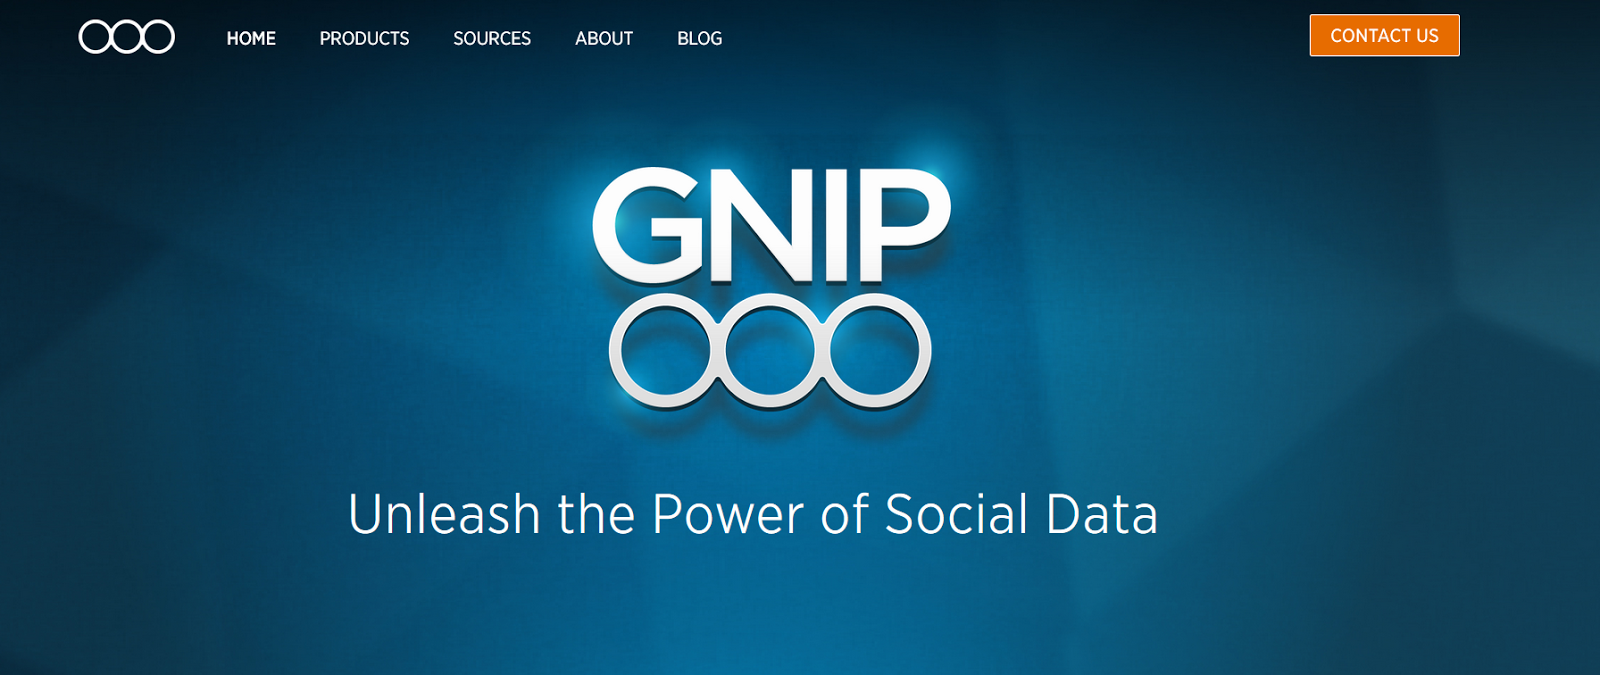 HOME PRODUCTS SOURCES ABOUT BLOG CONTACT US
GNIP
Unleash the Power of Social Data